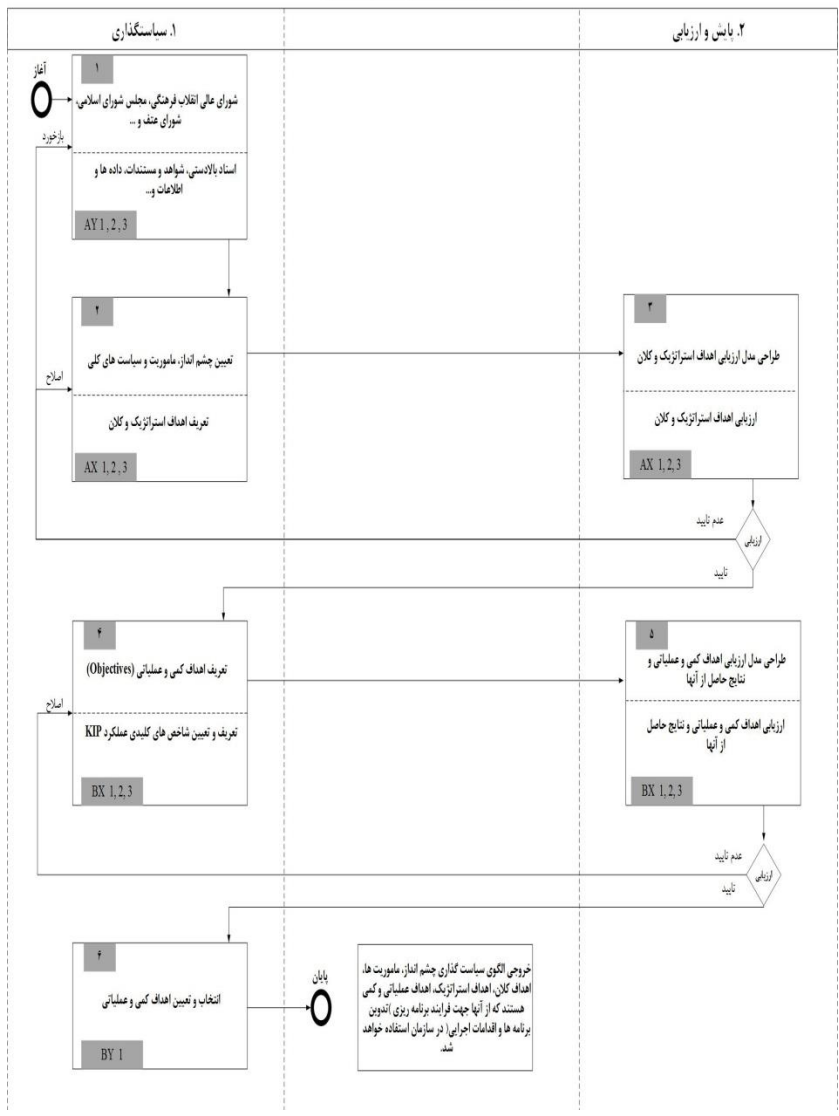 ۱. سیاستگذاری
۲. پایش و ارزیابی
آغاز
۱
شورای عالی انقلاب فرهنگی، مجلس شورای اسلامی،
شورای عتف و ...
بازخورد
اسناد بالادستی، شواهد و مستندات، داده ها و
اطلاعات و...
AY 1 , 2 , 3
۲
تعیین چشم انداز، ماموریت و سیاست های کلی
اصلاح
تعریف اهداف استراتژیک و کلان
AX 1, 2 , 3
۳
طراحی مدل ارزیابی اهداف استراتژیک و کلان
ارزیابی اهداف استراتژیک و کلان
AX 1, 2, 3
عدم تایید
ارزیابی
تایید
۴
تعریف اهداف کمی و عملیاتی (Objectives)
اصلاح
تعریف و تعیین شاخص های کلیدی عملکرد KIP
BX 1, 2, 3
۵
طراحی مدل ارزیابی اهداف کمی و عملیاتی و
نتایج حاصل از آنها
ارزیابی اهداف کمی و عملیاتی و نتایج حاصل
از آنها
BX 1, 2, 3
عدم تایید
ارزیابی
تایید
۶
انتخاب و تعیین اهداف کمی و عملیاتی
BY 1
پایان
خروجی الگوی سیاست گذاری چشم انداز، ماموریت ها،
اهداف کلان، اهداف استراتژیک، اهداف عملیاتی و کمی
هستند که از آنها جهت فرایند برنامه ریزی )تدوین
برنامه ها و اقدامات اجرایی( در سازمان استفاده خواهد
شد.